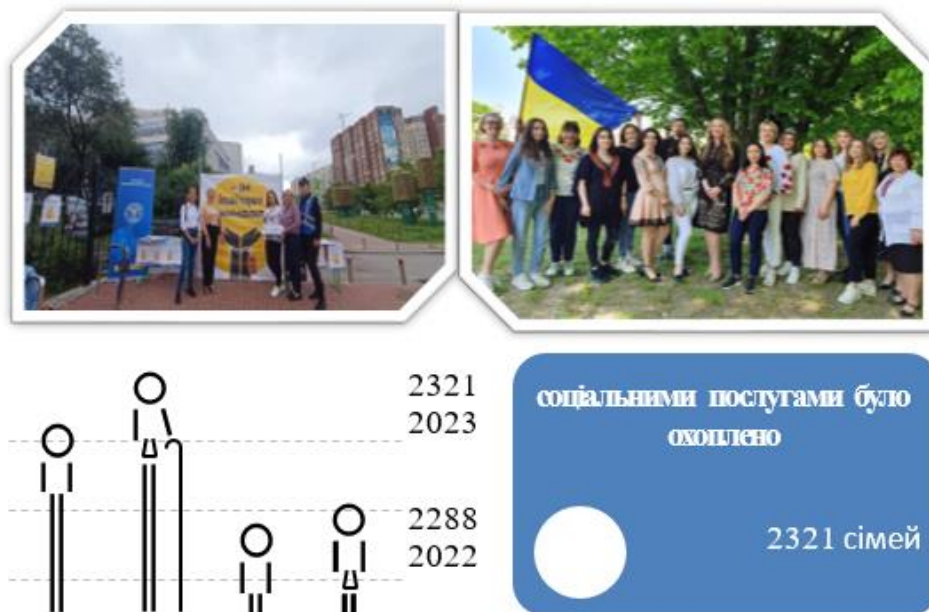 2321
2023
2288
2022
соціальними послугами було
охоплено
2321 сімей